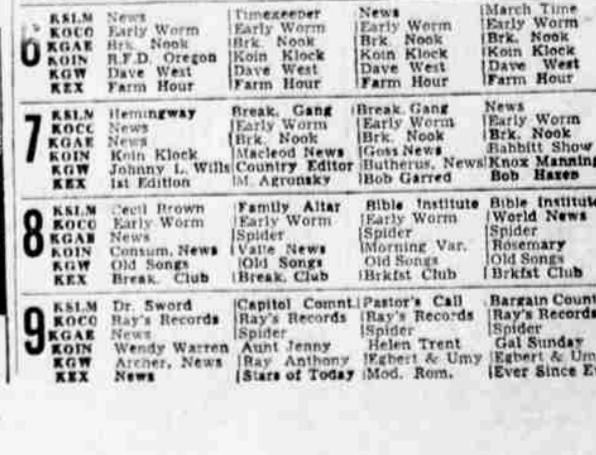 6
KSLM News |Timekeeper News |March Time
KOCO Early Worm |Early Worm |Early Worm |Early Worm
KGAE Brk. Nook |Brk. Nook |Brk. Nook |Brk. Nook
KOIN R.F.D. Oregon |Koin Klock |Koin Klock |Koin Klock
KGW Dave West |Dave West |Dave West |Dave West
KEX Farm Hour |Farm Hour |Farm Hour |Farm Hour
7
KSLM Hemingway |Break. Gang |Break. Gang News
KOCC News |Early Worm |Early Worm |Early Worm
KGAE News |Brk. Nook |Brk. Nook |Brk. Nook
KOIN Koin Klock |Macleod News |Goss News Babbitt Show
KGW Johnny L. Wills |Country Editor |Butherus, News |Knox Manning
KEX 1st Edition |M. Agronsky |Bob Garred Bob Hazen
8
KSLM Cecil Brown |Family Altar Bible Institute Bible Institute
KOCO Early Worm |Early Worm |Early Worm |World News
KGAE News |Spider |Spider |Spider
KOIN Consum. News News |Morning Var. |Rosemary
KGW Old Songs |Old Songs Old Songs |Old Songs
KEX Break. Club |Break. Club |Brkfst Club |Brkfst Club
9
KSLM Dr. Sword |Capitol Comnt. |Pastor's Call Bargain Count
KOCO Ray's Records |Ray's Records |Ray's Records |Ray's Records
KGAE News |Spider |Spider |Spider
KOIN Wendy Warren Aunt Jenny Helen Trent Gal Sunday
KGW Archer, News |Ray Anthony |Egbert & Umy |Egbert & Um
KEX News |Stars of Today |Mod. Rom. |Ever Since E